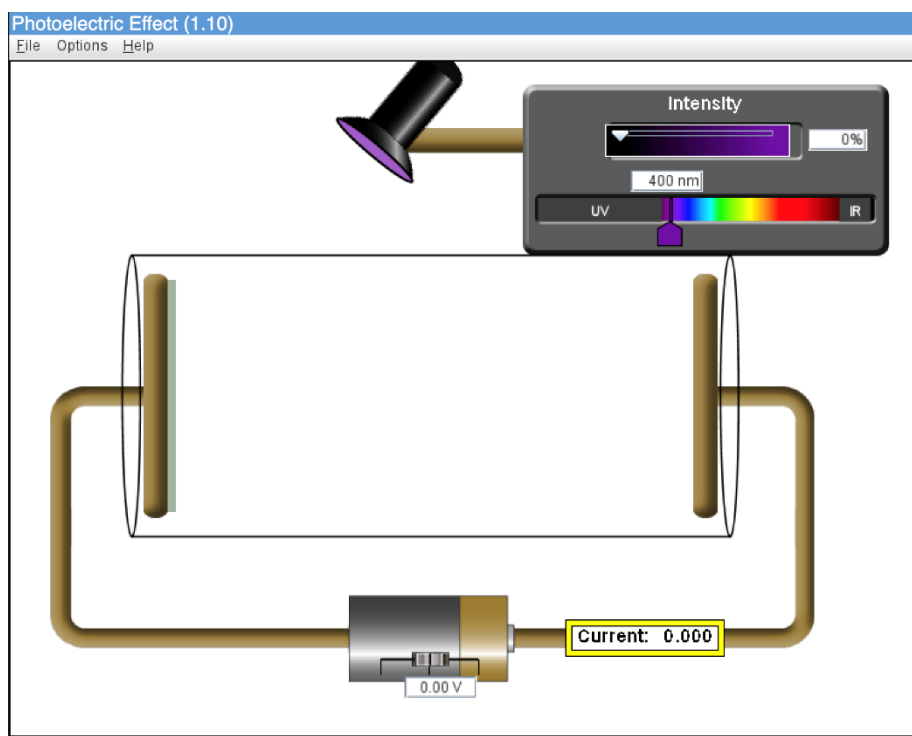 Photoelectric Effect (1.10)
File Options Help
Intensity
0%
400 nm
UV IR
Current: 0.000
0.00 V